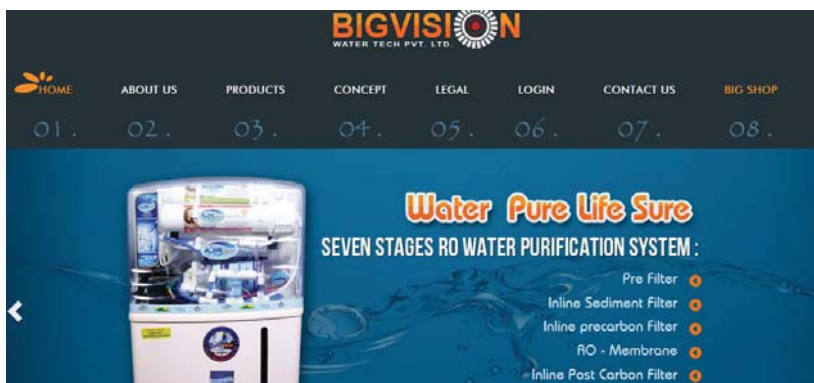 BIGVISION
WATER TECH PVT. LTD.
HOME ABOUT US PRODUCTS CONCEPT LEGAL LOGIN CONTACT US BIG SHOP
01. 02. 03. 04. 05. 06. 07. 08.
Water Pure Life Sure
SEVEN STAGES RO WATER PURIFICATION SYSTEM :
Pre Filter
Inline Sediment Filter
Inline precarbon Filter
RO - Membrane
Inline Post Carbon Filter